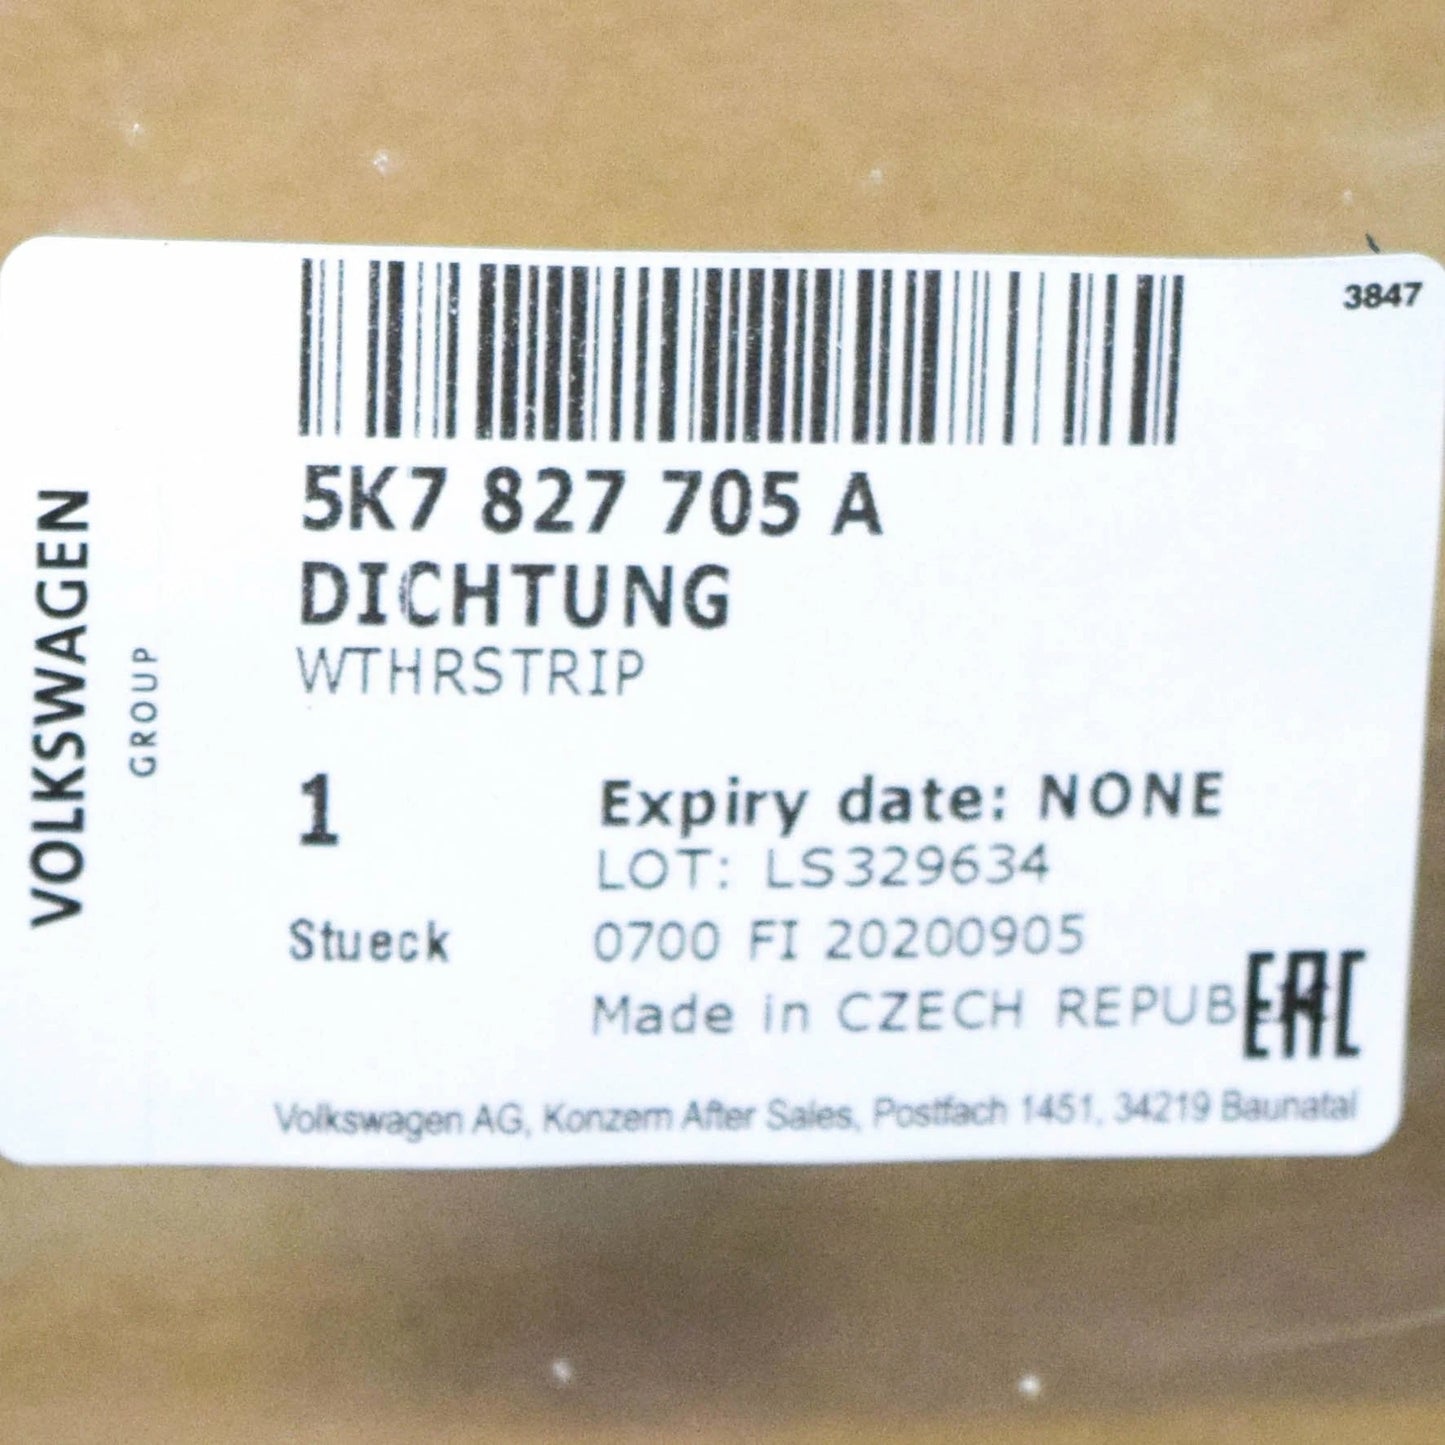 3847
5K7 827 705 A
DICHTUNG
WTHRSTRIP
1
Expiry date: NONE
LOT: LS329634
Stueck
0700 FI 20200905
Made in CZECH REPUB
EAC
Volkswagen AG, Konzern After Sales, Postfach 1451, 34219 Baunatal
VOLKSWAGEN
GROUP